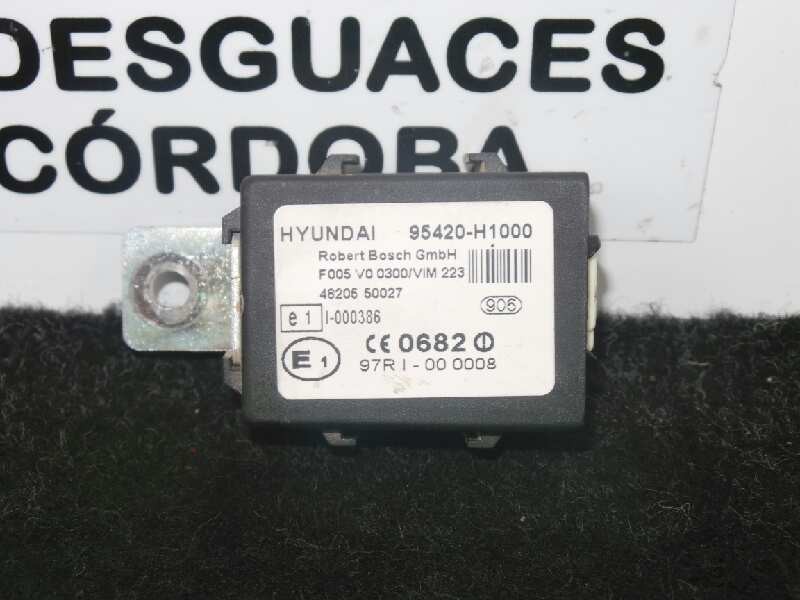 DESGUACES
CÓRDOBA
HYUNDAI 95420-H1000
Robert Bosch GmbH
F005 V0 0300/VIM 223
48205 50027
906
e 1 I-000386
E 1
CE 0682
97R I - 00 0008